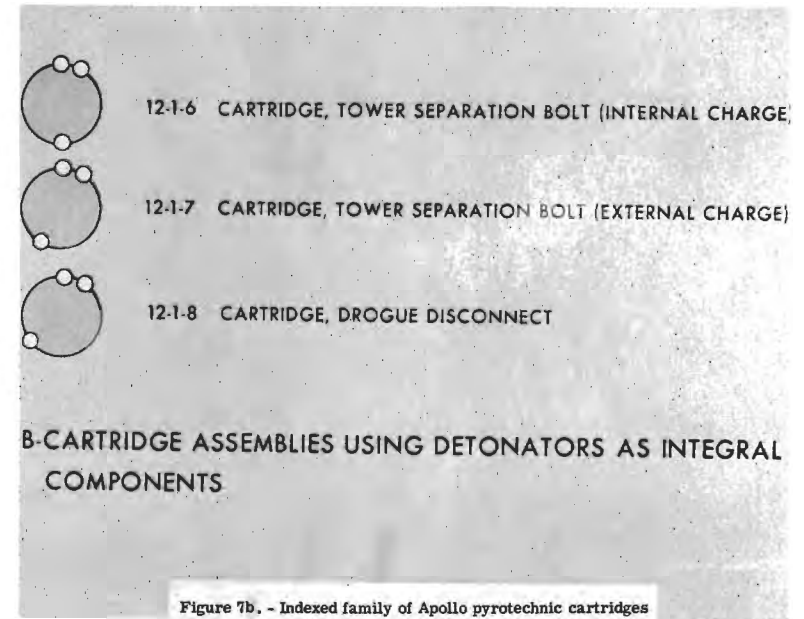 12-1-6 CARTRIDGE, TOWER SEPARATION BOLT (INTERNAL CHARGE)
12-1-7 CARTRIDGE, TOWER SEPARATION BOLT (EXTERNAL CHARGE)
12-1-8 CARTRIDGE, DROGUE DISCONNECT
B-CARTRIDGE ASSEMBLIES USING DETONATORS AS INTEGRAL
COMPONENTS
Figure 7b. - Indexed family of Apollo pyrotechnic cartridges